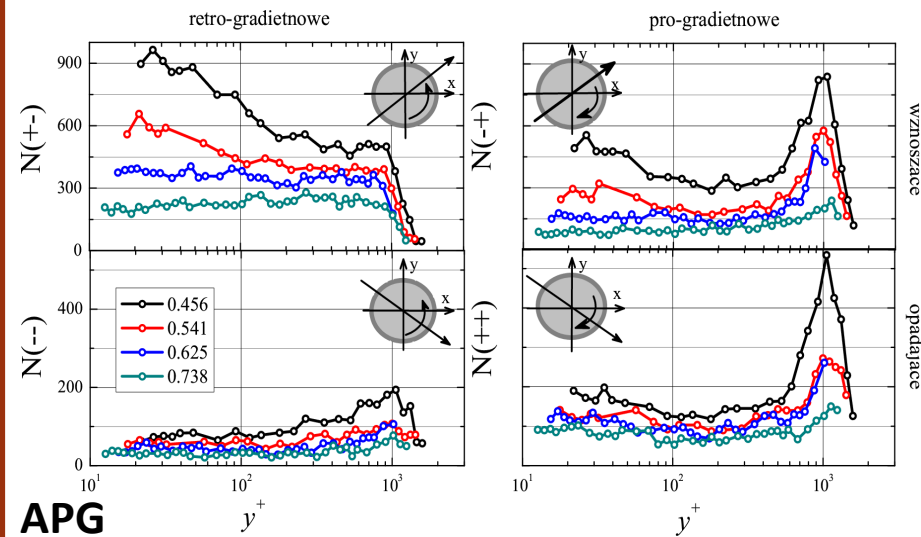 retro-gradietnowe
pro-gradietnowe
900
600
300
0
N(+-)
y
x
N(-+)
y
x
wznoszące
400
200
0
N(--)
y
x
0.456
0.541
0.625
0.738
N(++)
y
x
opadające
10¹
10²
10³
10¹
10²
10³
APG
y⁺
y⁺